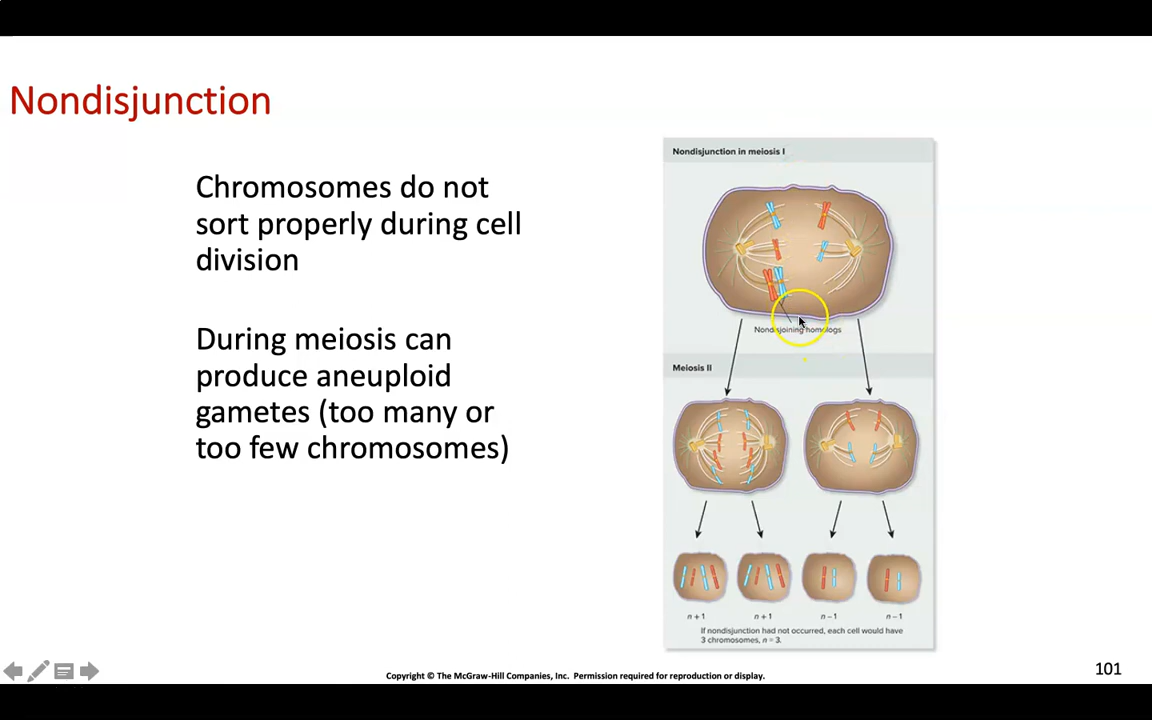 Nondisjunction
Chromosomes do not
sort properly during cell
division
During meiosis can
produce aneuploid
gametes (too many or
too few chromosomes)
Nondisjunction in meiosis I
Nondisjoining homologs
Meiosis II
n + 1
n + 1
n – 1
n – 1
If nondisjunction had not occurred, each cell would have
3 chromosomes, n = 3.
Copyright © The McGraw-Hill Companies, Inc. Permission required for reproduction or display.
101